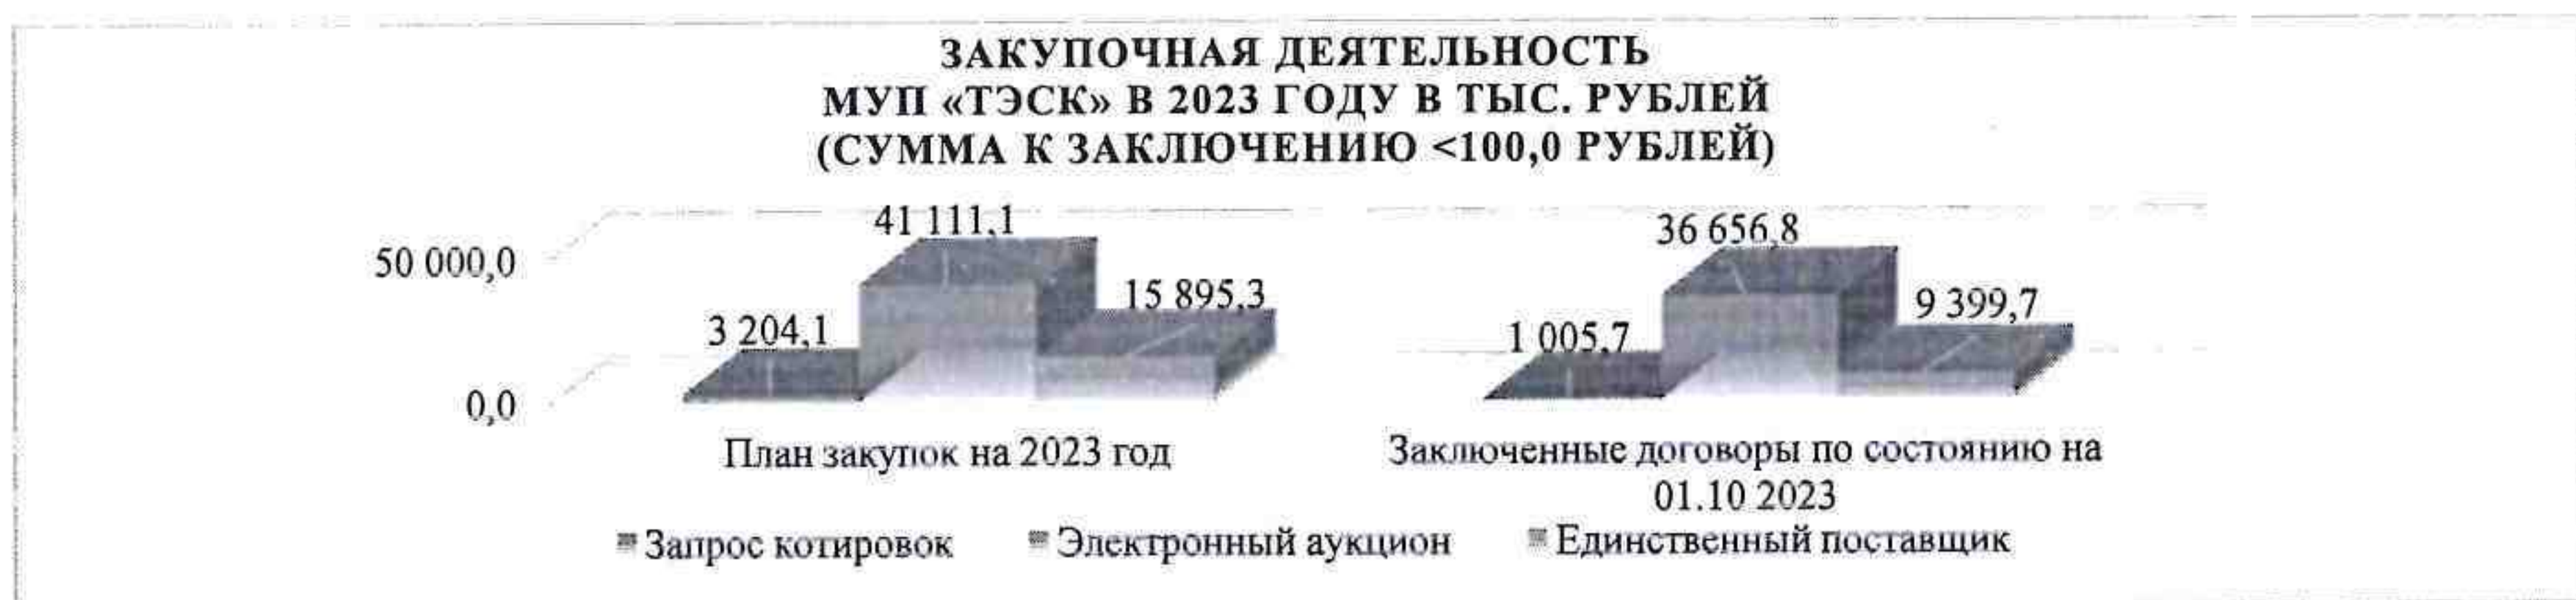 ЗАКУПОЧНАЯ ДЕЯТЕЛЬНОСТЬ
МУП «ТЭСК» В 2023 ГОДУ В ТЫС. РУБЛЕЙ
(СУММА К ЗАКЛЮЧЕНИЮ <100,0 РУБЛЕЙ)
41 111,1
36 656,8
50 000,0
15 895,3
9 399,7
3 204,1
1 005,7
0,0
План закупок на 2023 год
Заключенные договоры по состоянию на
01.10 2023
Запрос котировок
Электронный аукцион
Единственный поставщик